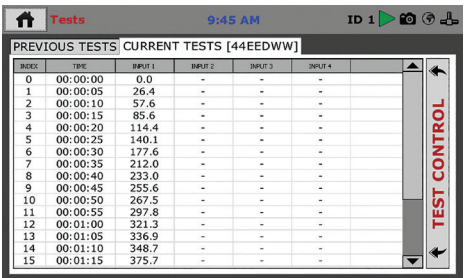 Tests 9:45 AM ID 1
PREVIOUS TESTS CURRENT TESTS [44EEDWW]
INDEX TIME INPUT 1 INPUT 2 INPUT 3 INPUT 4
0 00:00:00 0.0 - - -
1 00:00:05 26.4 - - -
2 00:00:10 57.6 - - -
3 00:00:15 85.6 - - -
4 00:00:20 114.4 - - -
5 00:00:25 140.1 - - -
6 00:00:30 177.6 - - -
7 00:00:35 212.0 - - -
8 00:00:40 233.0 - - -
9 00:00:45 255.6 - - -
10 00:00:50 267.5 - - -
11 00:00:55 297.8 - - -
12 00:01:00 321.3 - - -
13 00:01:05 336.9 - - -
14 00:01:10 348.7 - - -
15 00:01:15 375.7 - - -
TEST CONTROL